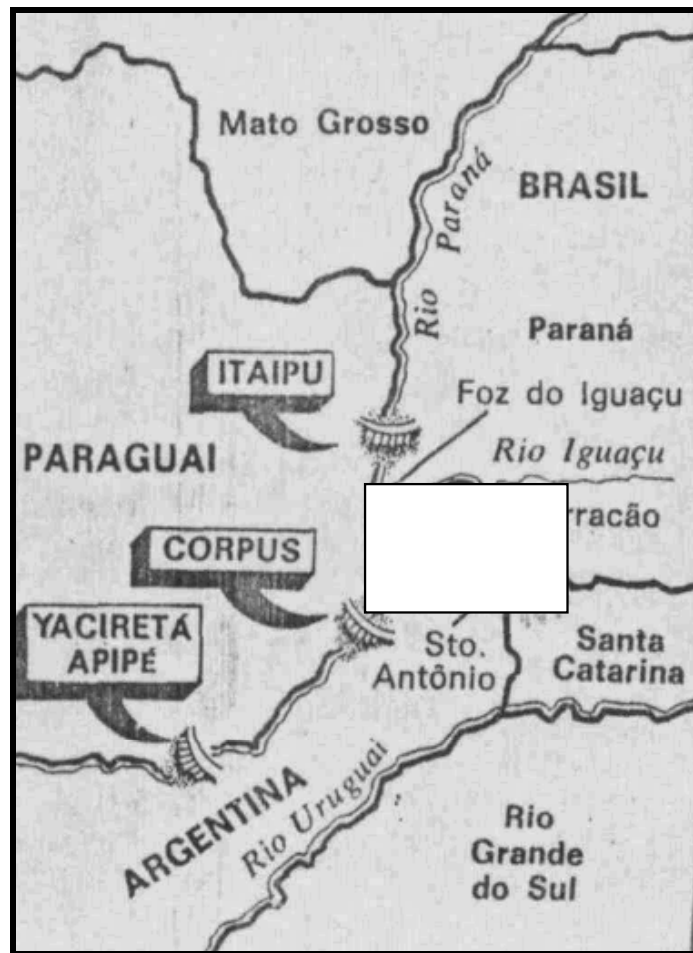 Mato Grosso
Rio Paraná
BRASIL
Paraná
ITAIPU
Foz do Iguaçu
Rio Iguaçu
PARAGUAI
rracão
CORPUS
YACIRETÁ
APIPÉ
Sto.
Antônio
Santa
Catarina
ARGENTINA
Rio Uruguai
Rio
Grande
do Sul